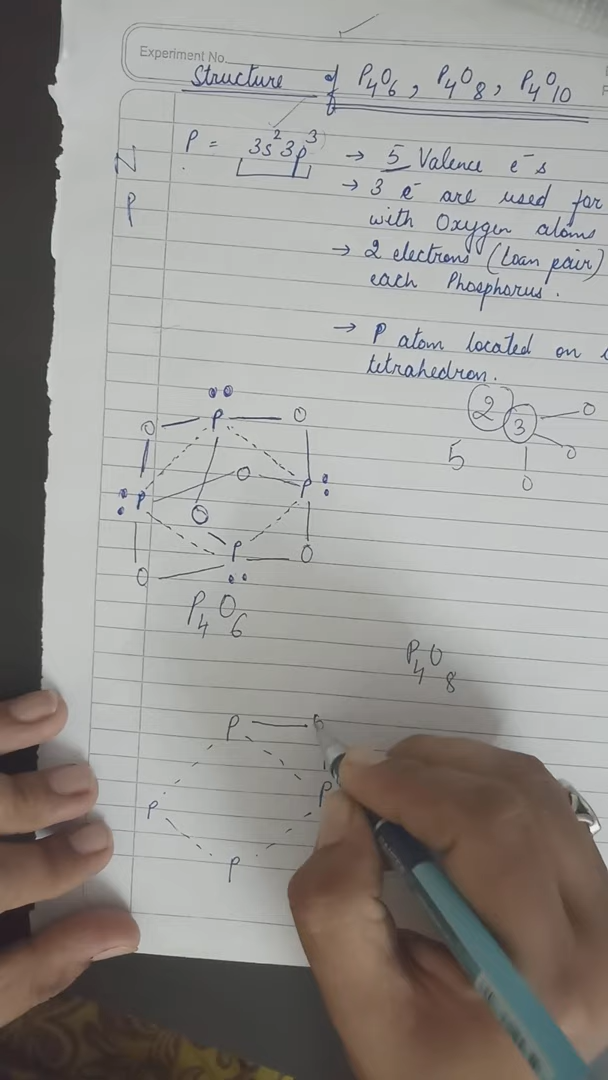 Experiment No.
Structure of P4O6, P4O8, P4O10
P = 3s² 3p³ → 5 Valence e⁻s
N
→ 3 e⁻ are used for
P
with Oxygen atoms
→ 2 electrons (Loan pair)
each Phosphorus.
→ P atom located on
tetrahedron.
2 3 O
5 O
O
O P O
O P
P O
P O
O
P4O6
P4O8
P
P P
P